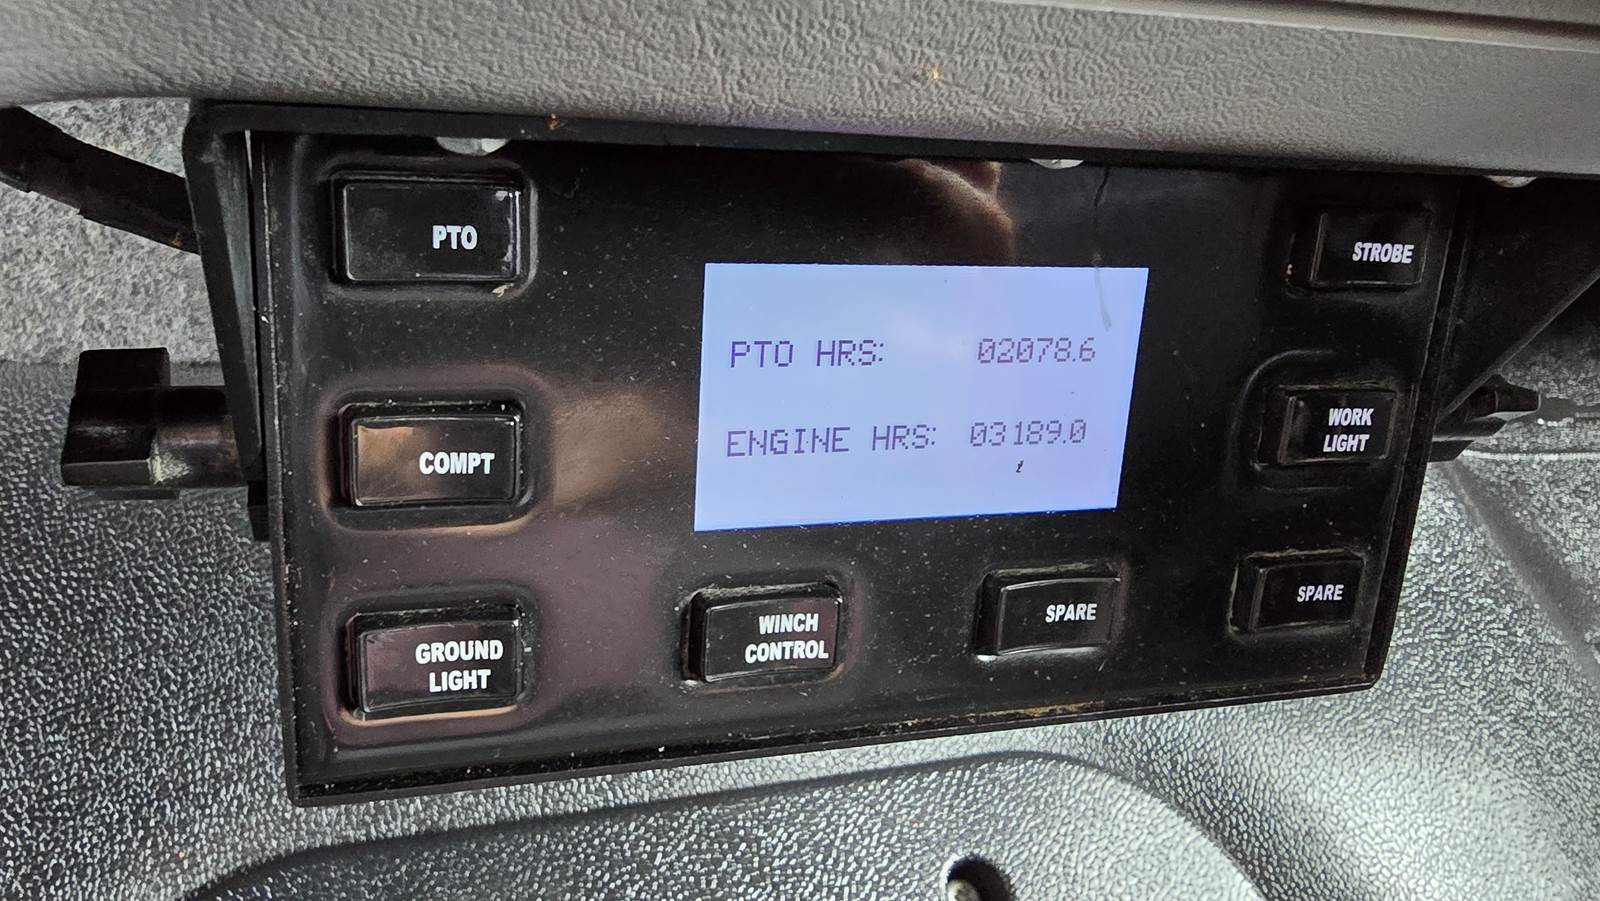 PTO
STROBE
PTO HRS: 02078.6
ENGINE HRS: 03189.0
COMPT
WORK
LIGHT
GROUND
LIGHT
WINCH
CONTROL
SPARE
SPARE